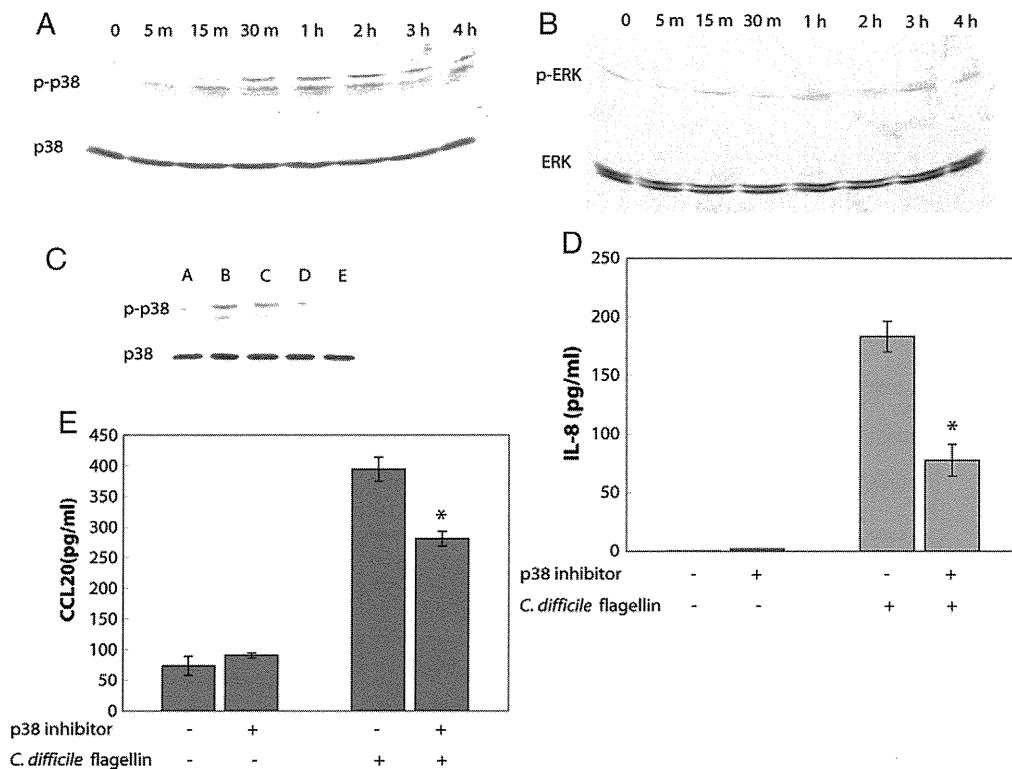 A
0 5 m 15 m 30 m 1 h 2 h 3 h 4 h
p-p38
p38
B
0 5 m 15 m 30 m 1 h 2 h 3 h 4 h
p-ERK
ERK
C
A B C D E
p-p38
p38
D
250
200
150
100
50
0
IL-8 (pg/ml)
*
p38 inhibitor - + - +
C. difficile flagellin - - + +
E
450
400
350
300
250
200
150
100
50
0
CCL20(pg/ml)
*
p38 inhibitor - + - +
C. difficile flagellin - - + +